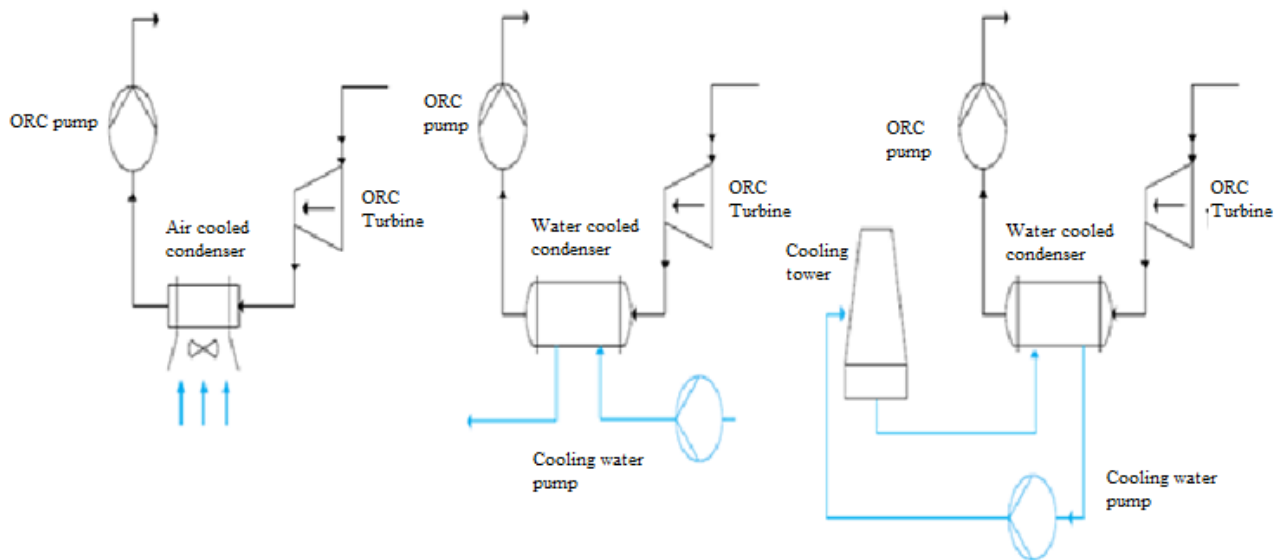 ORC pump
Air cooled
condenser
ORC
Turbine
ORC
pump
Water cooled
condenser
ORC
Turbine
Cooling water
pump
ORC
pump
Cooling
tower
Water cooled
condenser
ORC
Turbine
Cooling water
pump